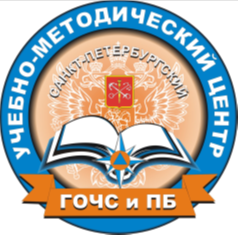 УЧЕБНО-МЕТОДИЧЕСКИЙ ЦЕНТР
САНКТ-ПЕТЕРБУРГСКИЙ
ГОЧС и ПБ